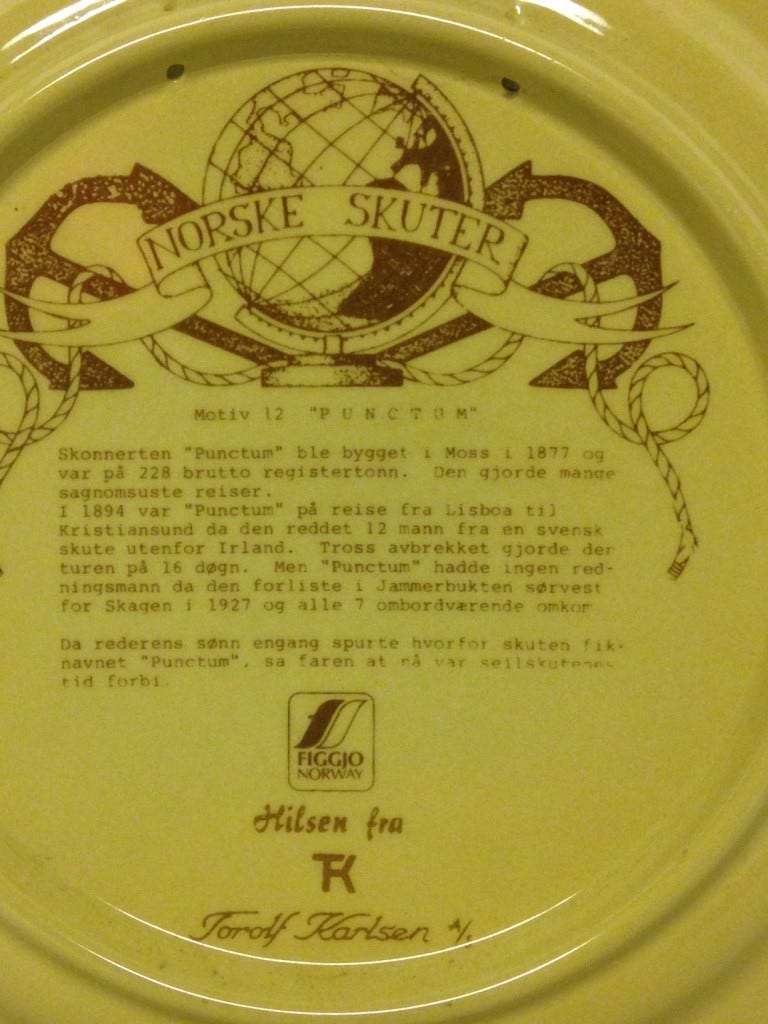 NORSKE SKUTER
Motiv 12 "PUNCTUM"
Skonnerten "Punctum" ble bygget i Moss i 1877 og
var på 228 brutto registertonn. Den gjorde mange
sagnomsuste reiser.
I 1894 var "Punctum" på reise fra Lisboa til
Kristiansund da den reddet 12 mann fra en svensk
skute utenfor Irland. Tross avbrekket gjorde den
turen på 16 døgn. Men "Punctum" hadde ingen red-
ningsmann da den forliste i Jammerbukten sørvest
for Skagen i 1927 og alle 7 ombordværende omkom
Da rederens sønn engang spurte hvorfor skuten fikk
navnet "Punctum", sa faren at nå var seilskutenes
tid forbi.
FIGGJO
NORWAY
Hilsen fra
TK
Torolf Karlsen A/S